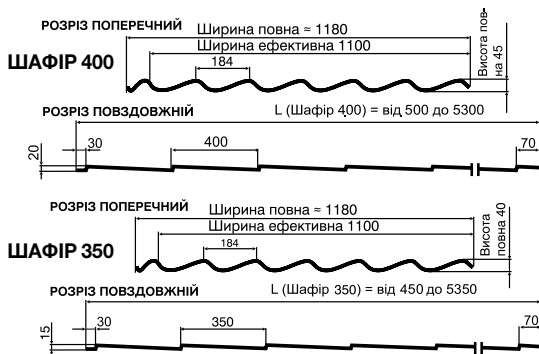 РОЗРІЗ ПОПЕРЕЧНИЙ
Ширина повна ≈ 1180
Ширина ефективна 1100
184
Висота пов-
на 45
ШАФІР 400
РОЗРІЗ ПОВЗДОВЖНІЙ
L (Шафір 400) = від 500 до 5300
20
30
400
70
РОЗРІЗ ПОПЕРЕЧНИЙ
Ширина повна ≈ 1180
Ширина ефективна 1100
184
Висота
повна 40
ШАФІР 350
РОЗРІЗ ПОВЗДОВЖНІЙ
L (Шафір 350) = від 450 до 5350
15
30
350
70